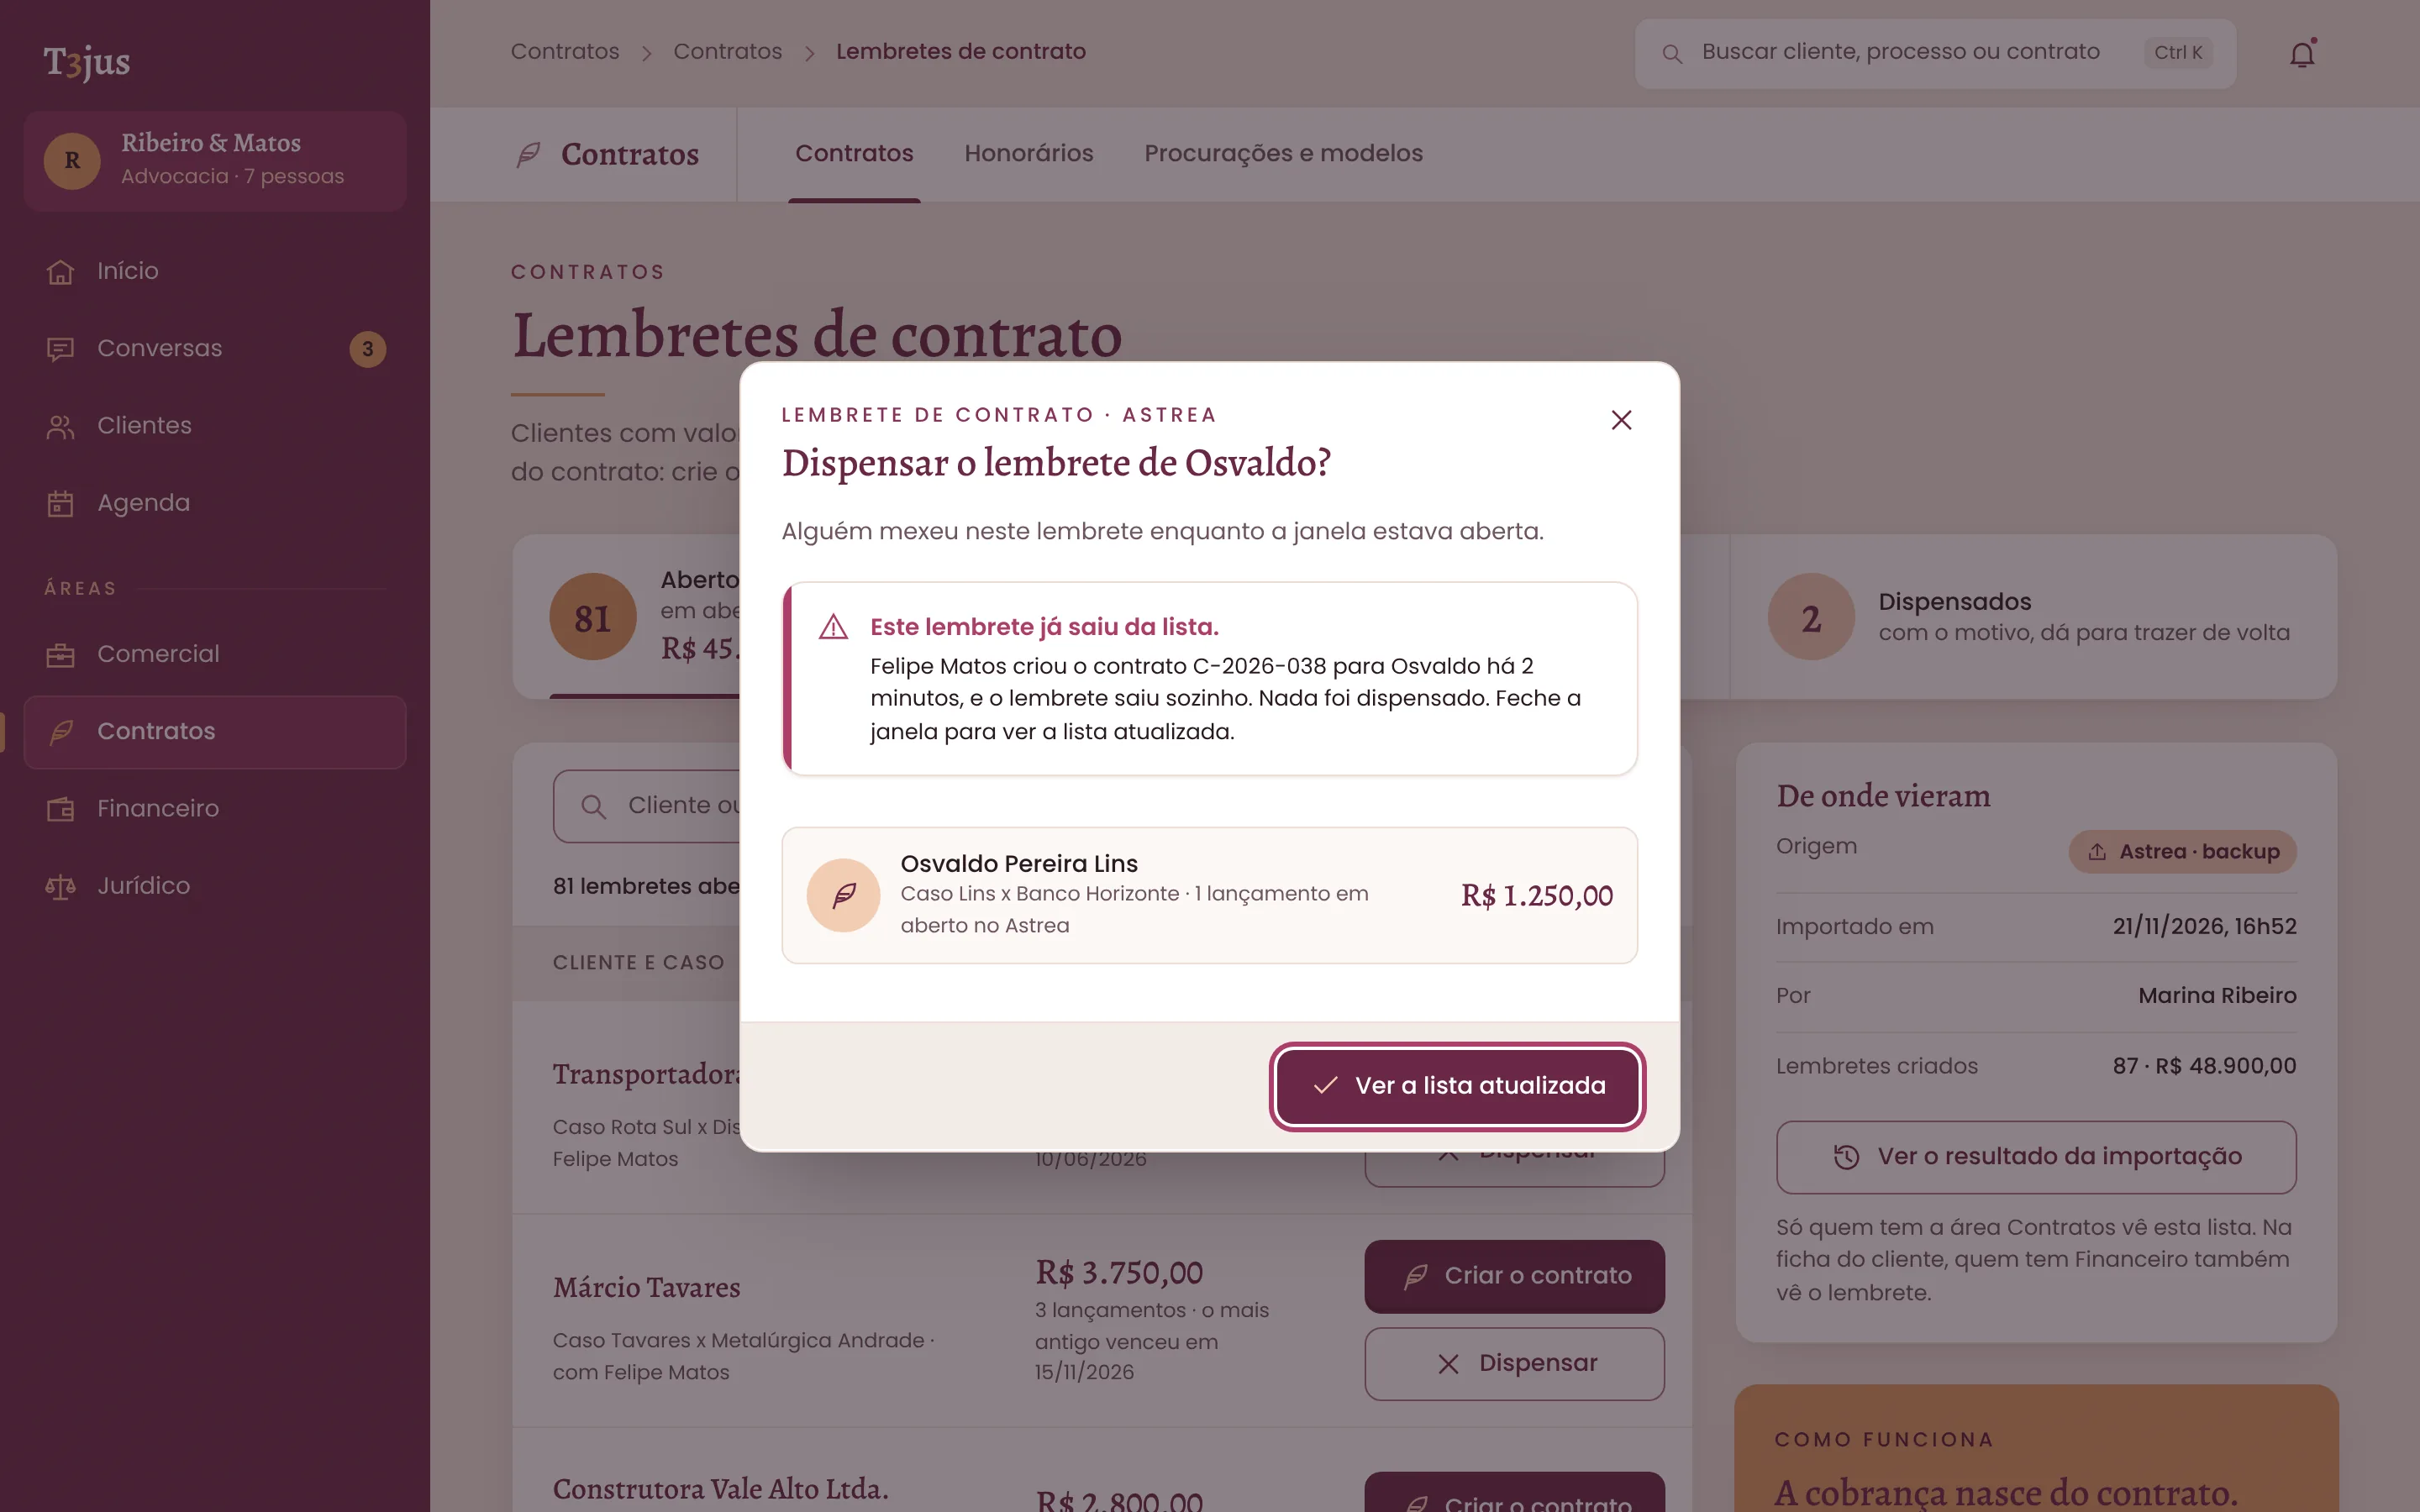 T3jus
R
Ribeiro & Matos
Advocacia · 7 pessoas
Início
Conversas
3
Clientes
Agenda
ÁREAS
Comercial
Contratos
Financeiro
Jurídico
Contratos
Contratos
Lembretes de contrato
Buscar cliente, processo ou contrato
Ctrl K
Contratos
Contratos
Honorários
Procurações e modelos
CONTRATOS
Lembretes de contrato
Clientes com valo
do contrato: crie o
81
Aberto
em abe
R$ 45.
2
Dispensados
com o motivo, dá para trazer de volta
Cliente ou
81 lembretes abe
CLIENTE E CASO
Transportadora
Caso Rota Sul x Dis
Felipe Matos
10/06/2026
Dispensar
Márcio Tavares
Caso Tavares x Metalúrgica Andrade ·
com Felipe Matos
R$ 3.750,00
3 lançamentos · o mais
antigo venceu em
15/11/2026
Criar o contrato
Dispensar
Construtora Vale Alto Ltda.
R$ 2.800,00
Criar o contrato
LEMBRETE DE CONTRATO · ASTREA
Dispensar o lembrete de Osvaldo?
Alguém mexeu neste lembrete enquanto a janela estava aberta.
Este lembrete já saiu da lista.
Felipe Matos criou o contrato C-2026-038 para Osvaldo há 2
minutos, e o lembrete saiu sozinho. Nada foi dispensado. Feche a
janela para ver a lista atualizada.
Osvaldo Pereira Lins
Caso Lins x Banco Horizonte · 1 lançamento em
aberto no Astrea
R$ 1.250,00
Ver a lista atualizada
De onde vieram
Origem
Astrea · backup
Importado em
21/11/2026, 16h52
Por
Marina Ribeiro
Lembretes criados
87 · R$ 48.900,00
Ver o resultado da importação
Só quem tem a área Contratos vê esta lista. Na
ficha do cliente, quem tem Financeiro também
vê o lembrete.
COMO FUNCIONA
A cobrança nasce do contrato.